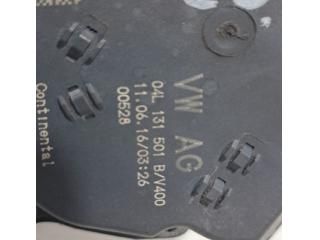 VW AG
04L 131 501 B/V400
11.06.16/03:26
00528
Continental